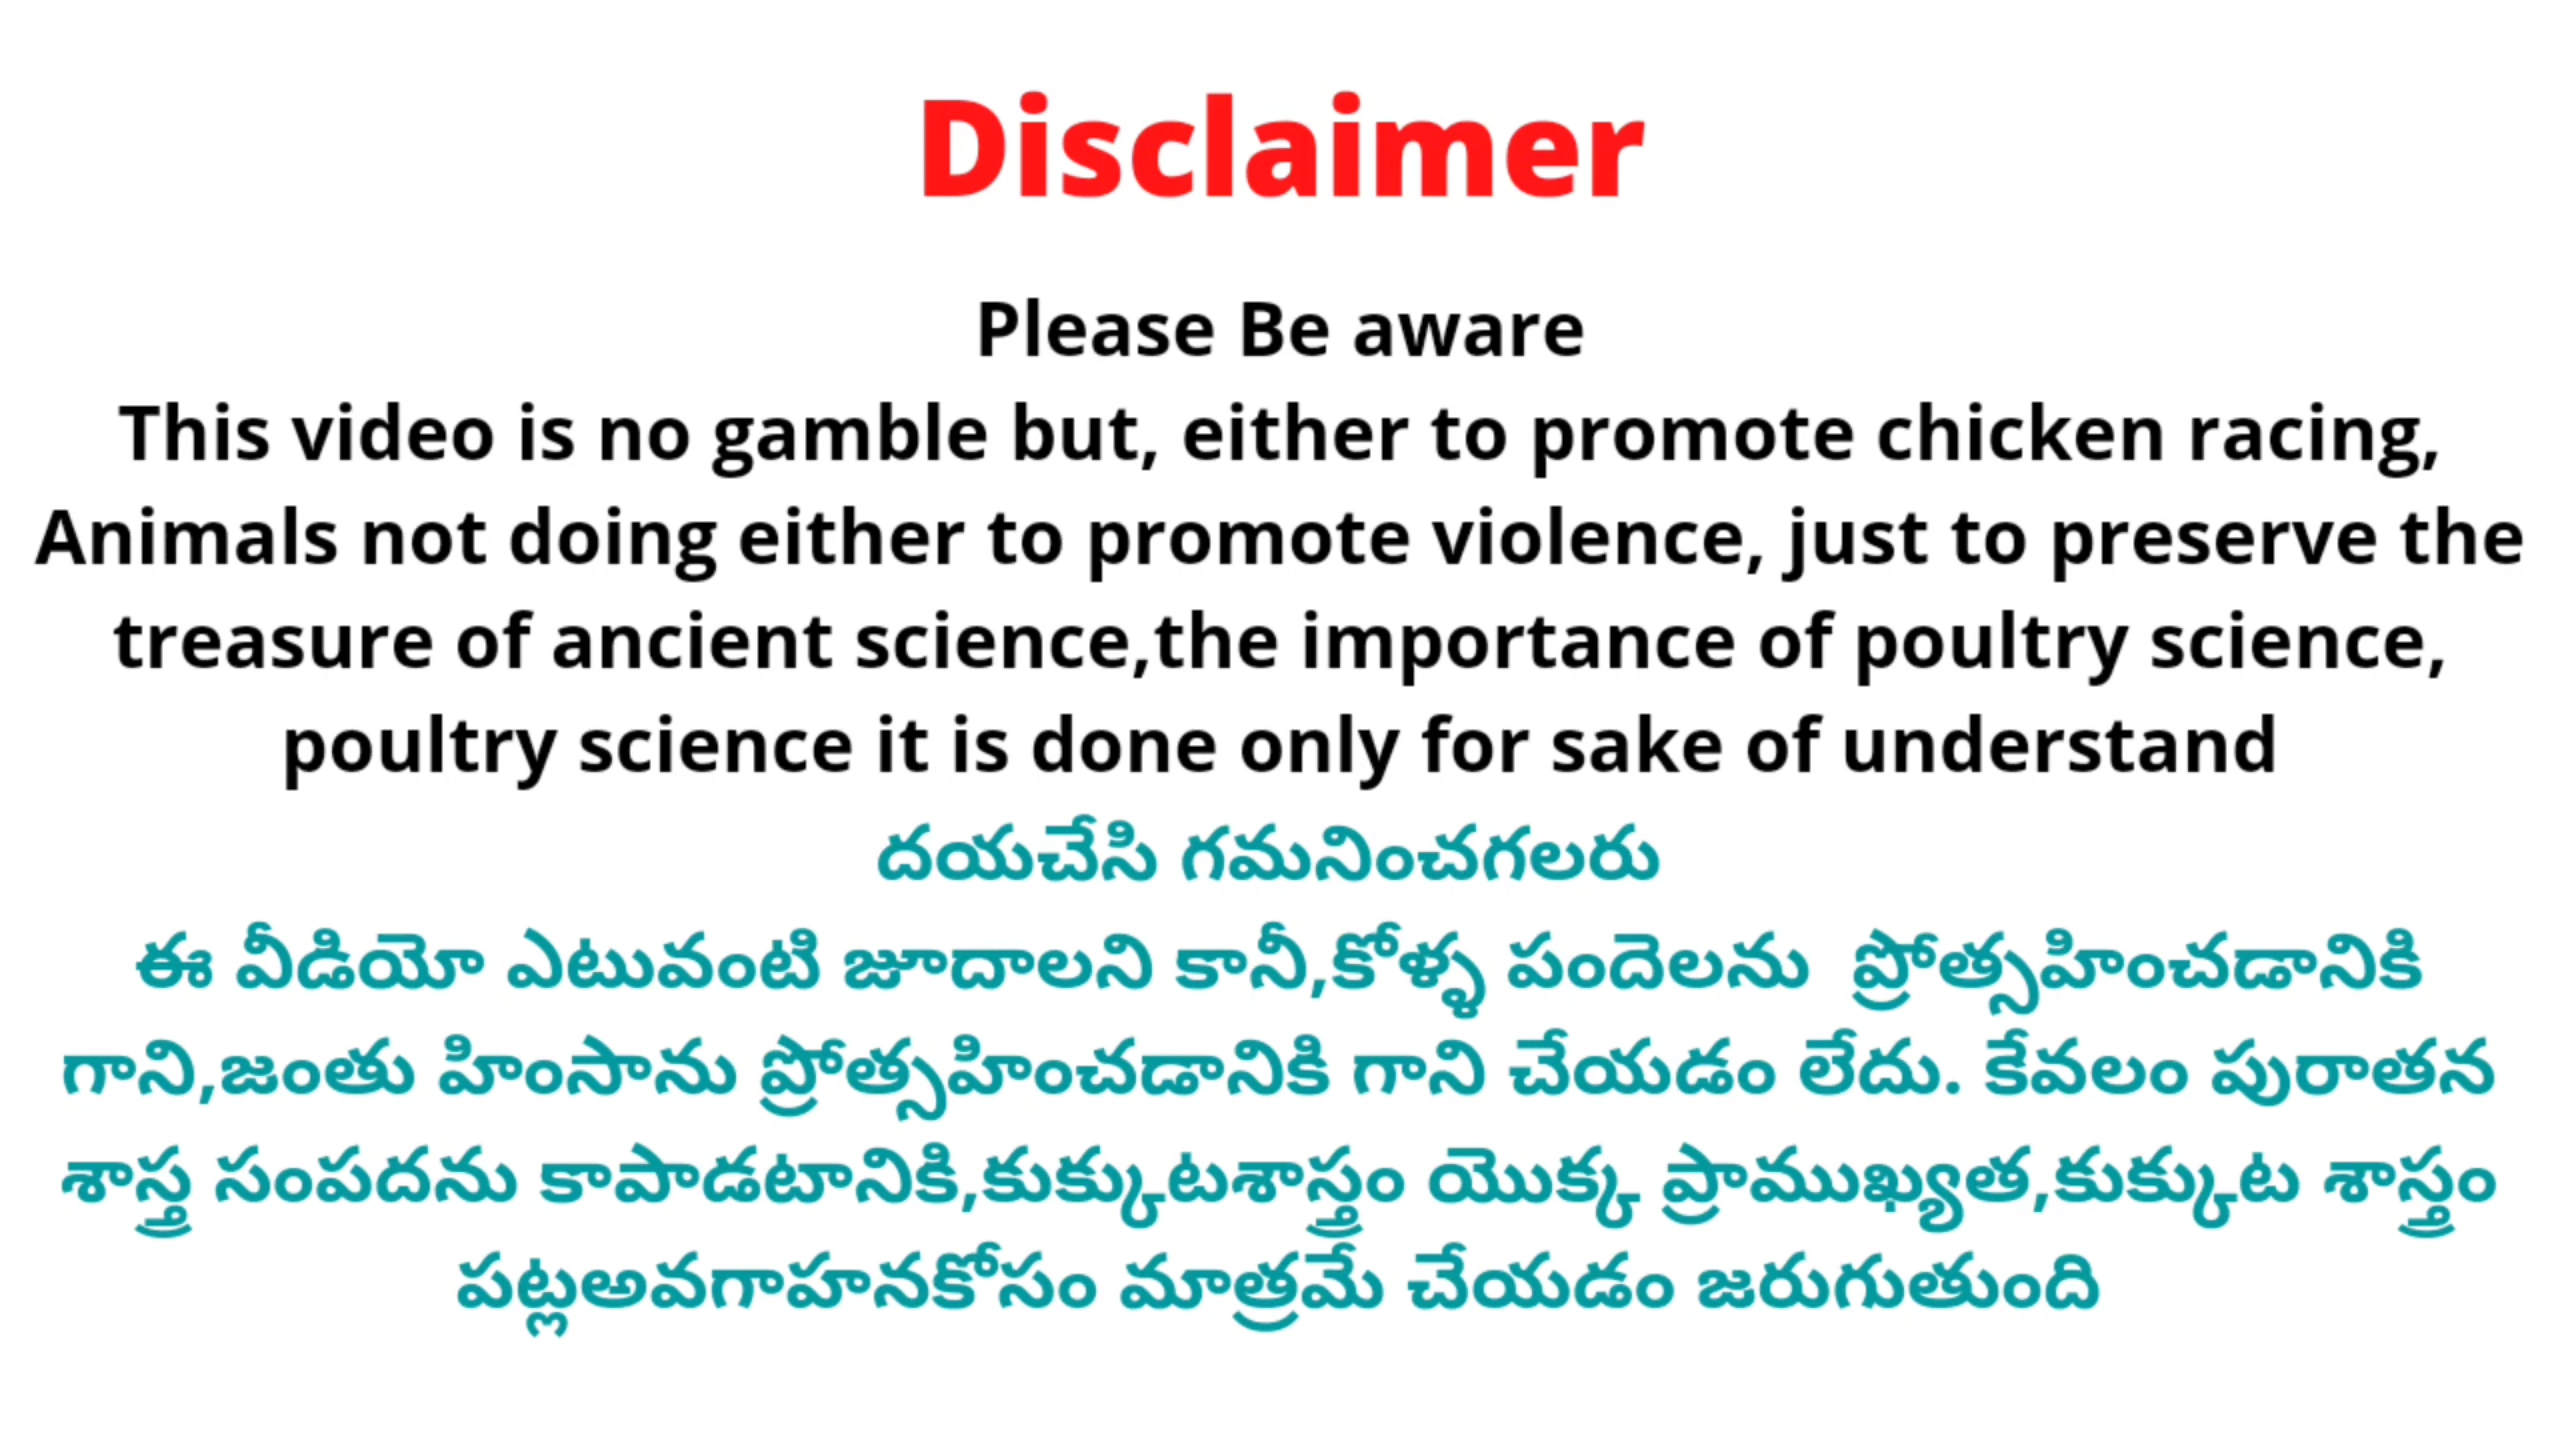 Disclaimer
Please Be aware
This video is no gamble but, either to promote chicken racing,
Animals not doing either to promote violence, just to preserve the
treasure of ancient science,the importance of poultry science,
poultry science it is done only for sake of understand
దయచేసి గమనించగలరు
ఈ వీడియో ఎటువంటి జూదాలని కానీ,కోళ్ళ పందెలను ప్రోత్సహించడానికి
గాని,జంతు హింసాను ప్రోత్సహించడానికి గాని చేయడం లేదు. కేవలం పురాతన
శాస్త్ర సంపదను కాపాడటానికి,కుక్కుటశాస్త్రం యొక్క ప్రాముఖ్యత,కుక్కుట శాస్త్రం
పట్లఅవగాహనకోసం మాత్రమే చేయడం జరుగుతుంది